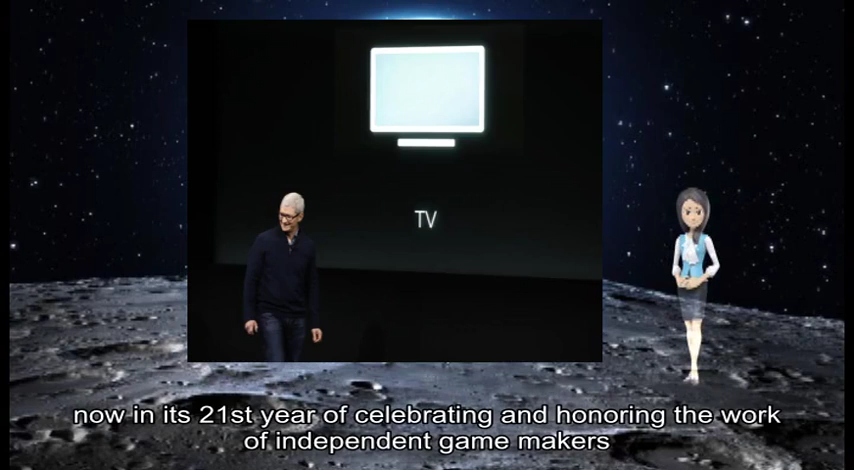 TV
now in its 21st year of celebrating and honoring the work
of independent game makers